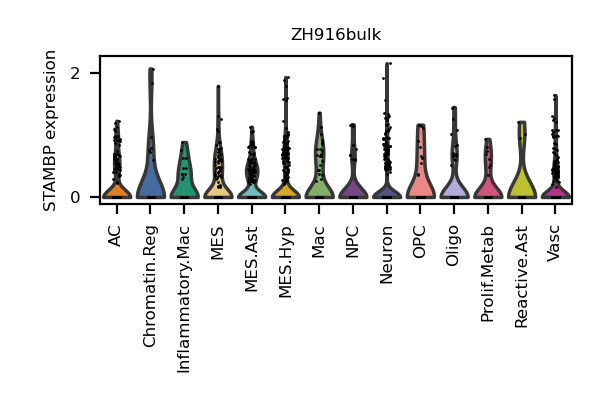 ZH916bulk
STAMBP expression
2
0
AC
Chromatin.Reg
Inflammatory.Mac
MES
MES.Ast
MES.Hyp
Mac
NPC
Neuron
OPC
Oligo
Prolif.Metab
Reactive.Ast
Vasc